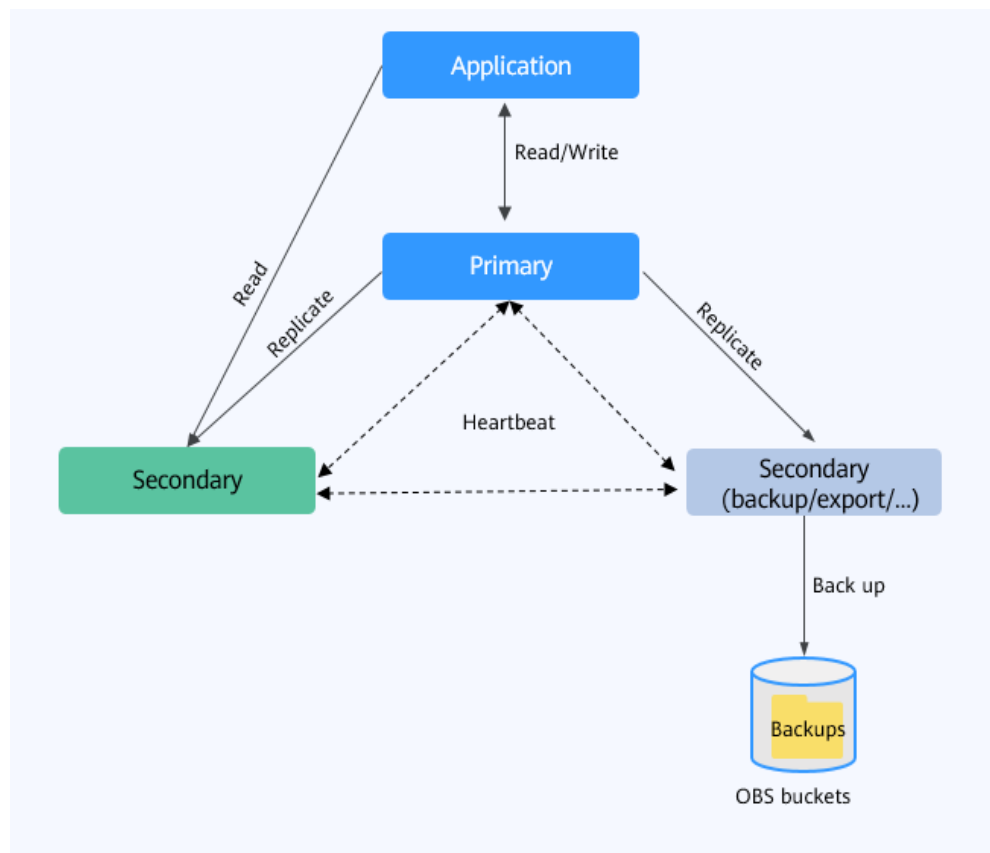 Application
Read/Write
Primary
Read
Replicate
Replicate
Heartbeat
Secondary
Secondary
(backup/export/...)
Back up
Backups
OBS buckets